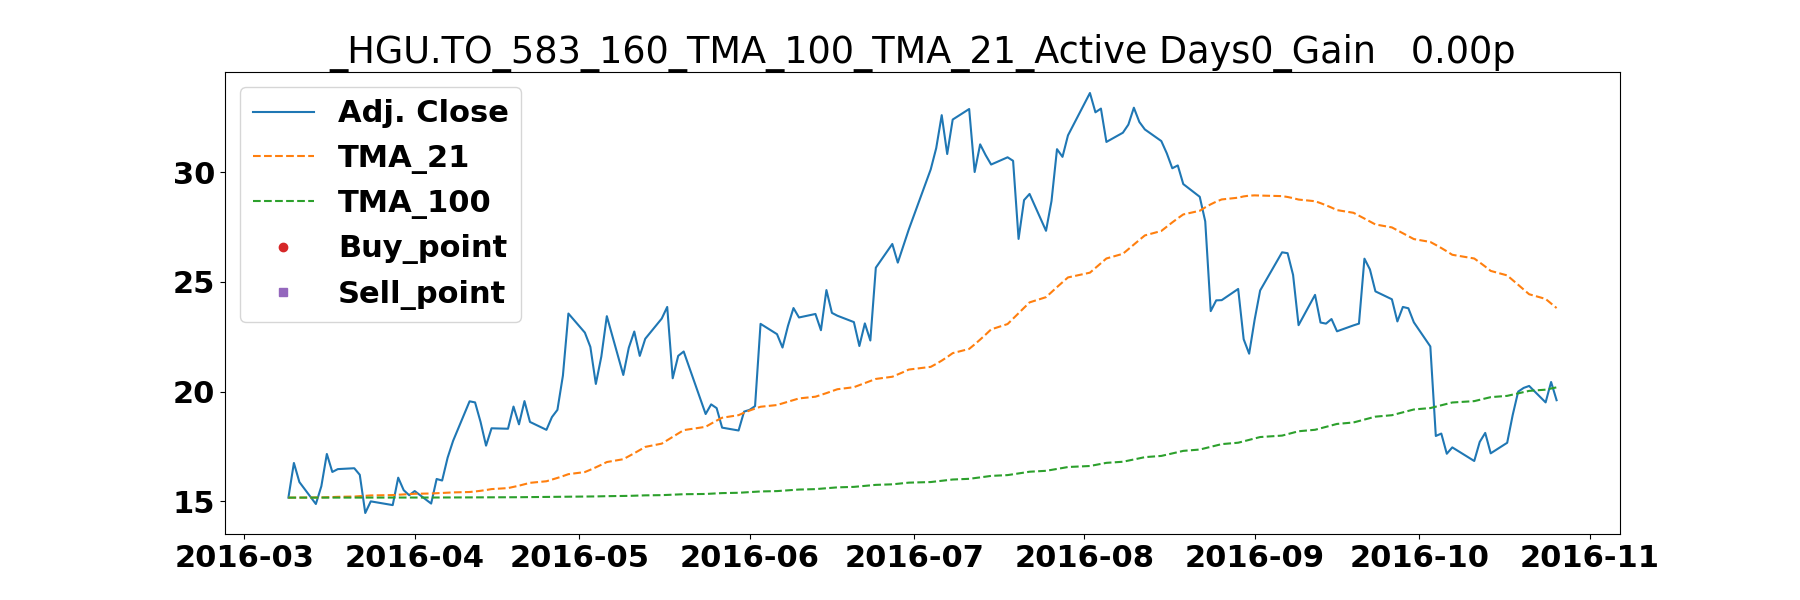 _HGU.TO_583_160_TMA_100_TMA_21_Active Days0_Gain   0.00p
Adj. Close
TMA_21
TMA_100
Buy_point
Sell_point
30
25
20
15
2016-03 2016-04 2016-05 2016-06 2016-07 2016-08 2016-09 2016-10 2016-11